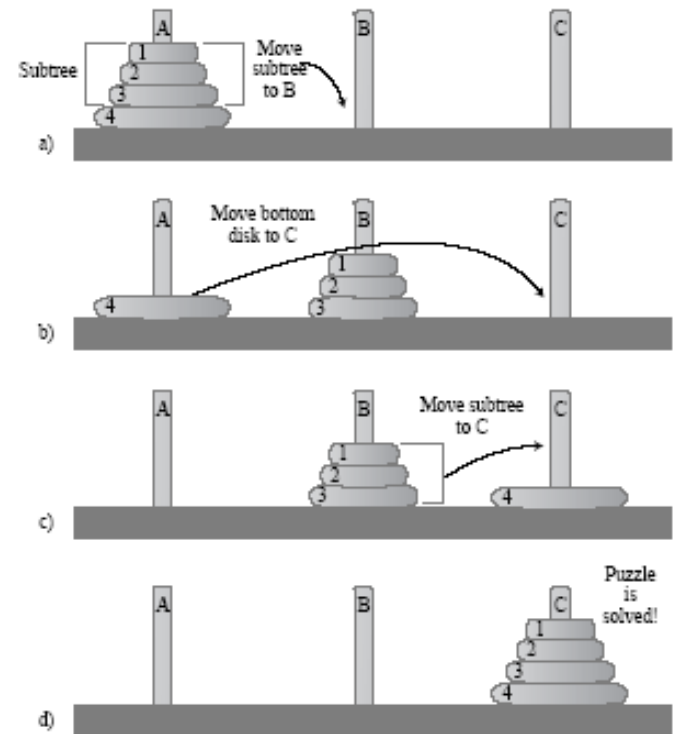 A
B
C
Subtree
1
2
3
4
Move
subtree
to B
a)
A
B
C
Move bottom
disk to C
4
1
2
3
b)
A
B
C
Move subtree
to C
1
2
3
4
c)
A
B
C
Puzzle
is
solved!
1
2
3
4
d)